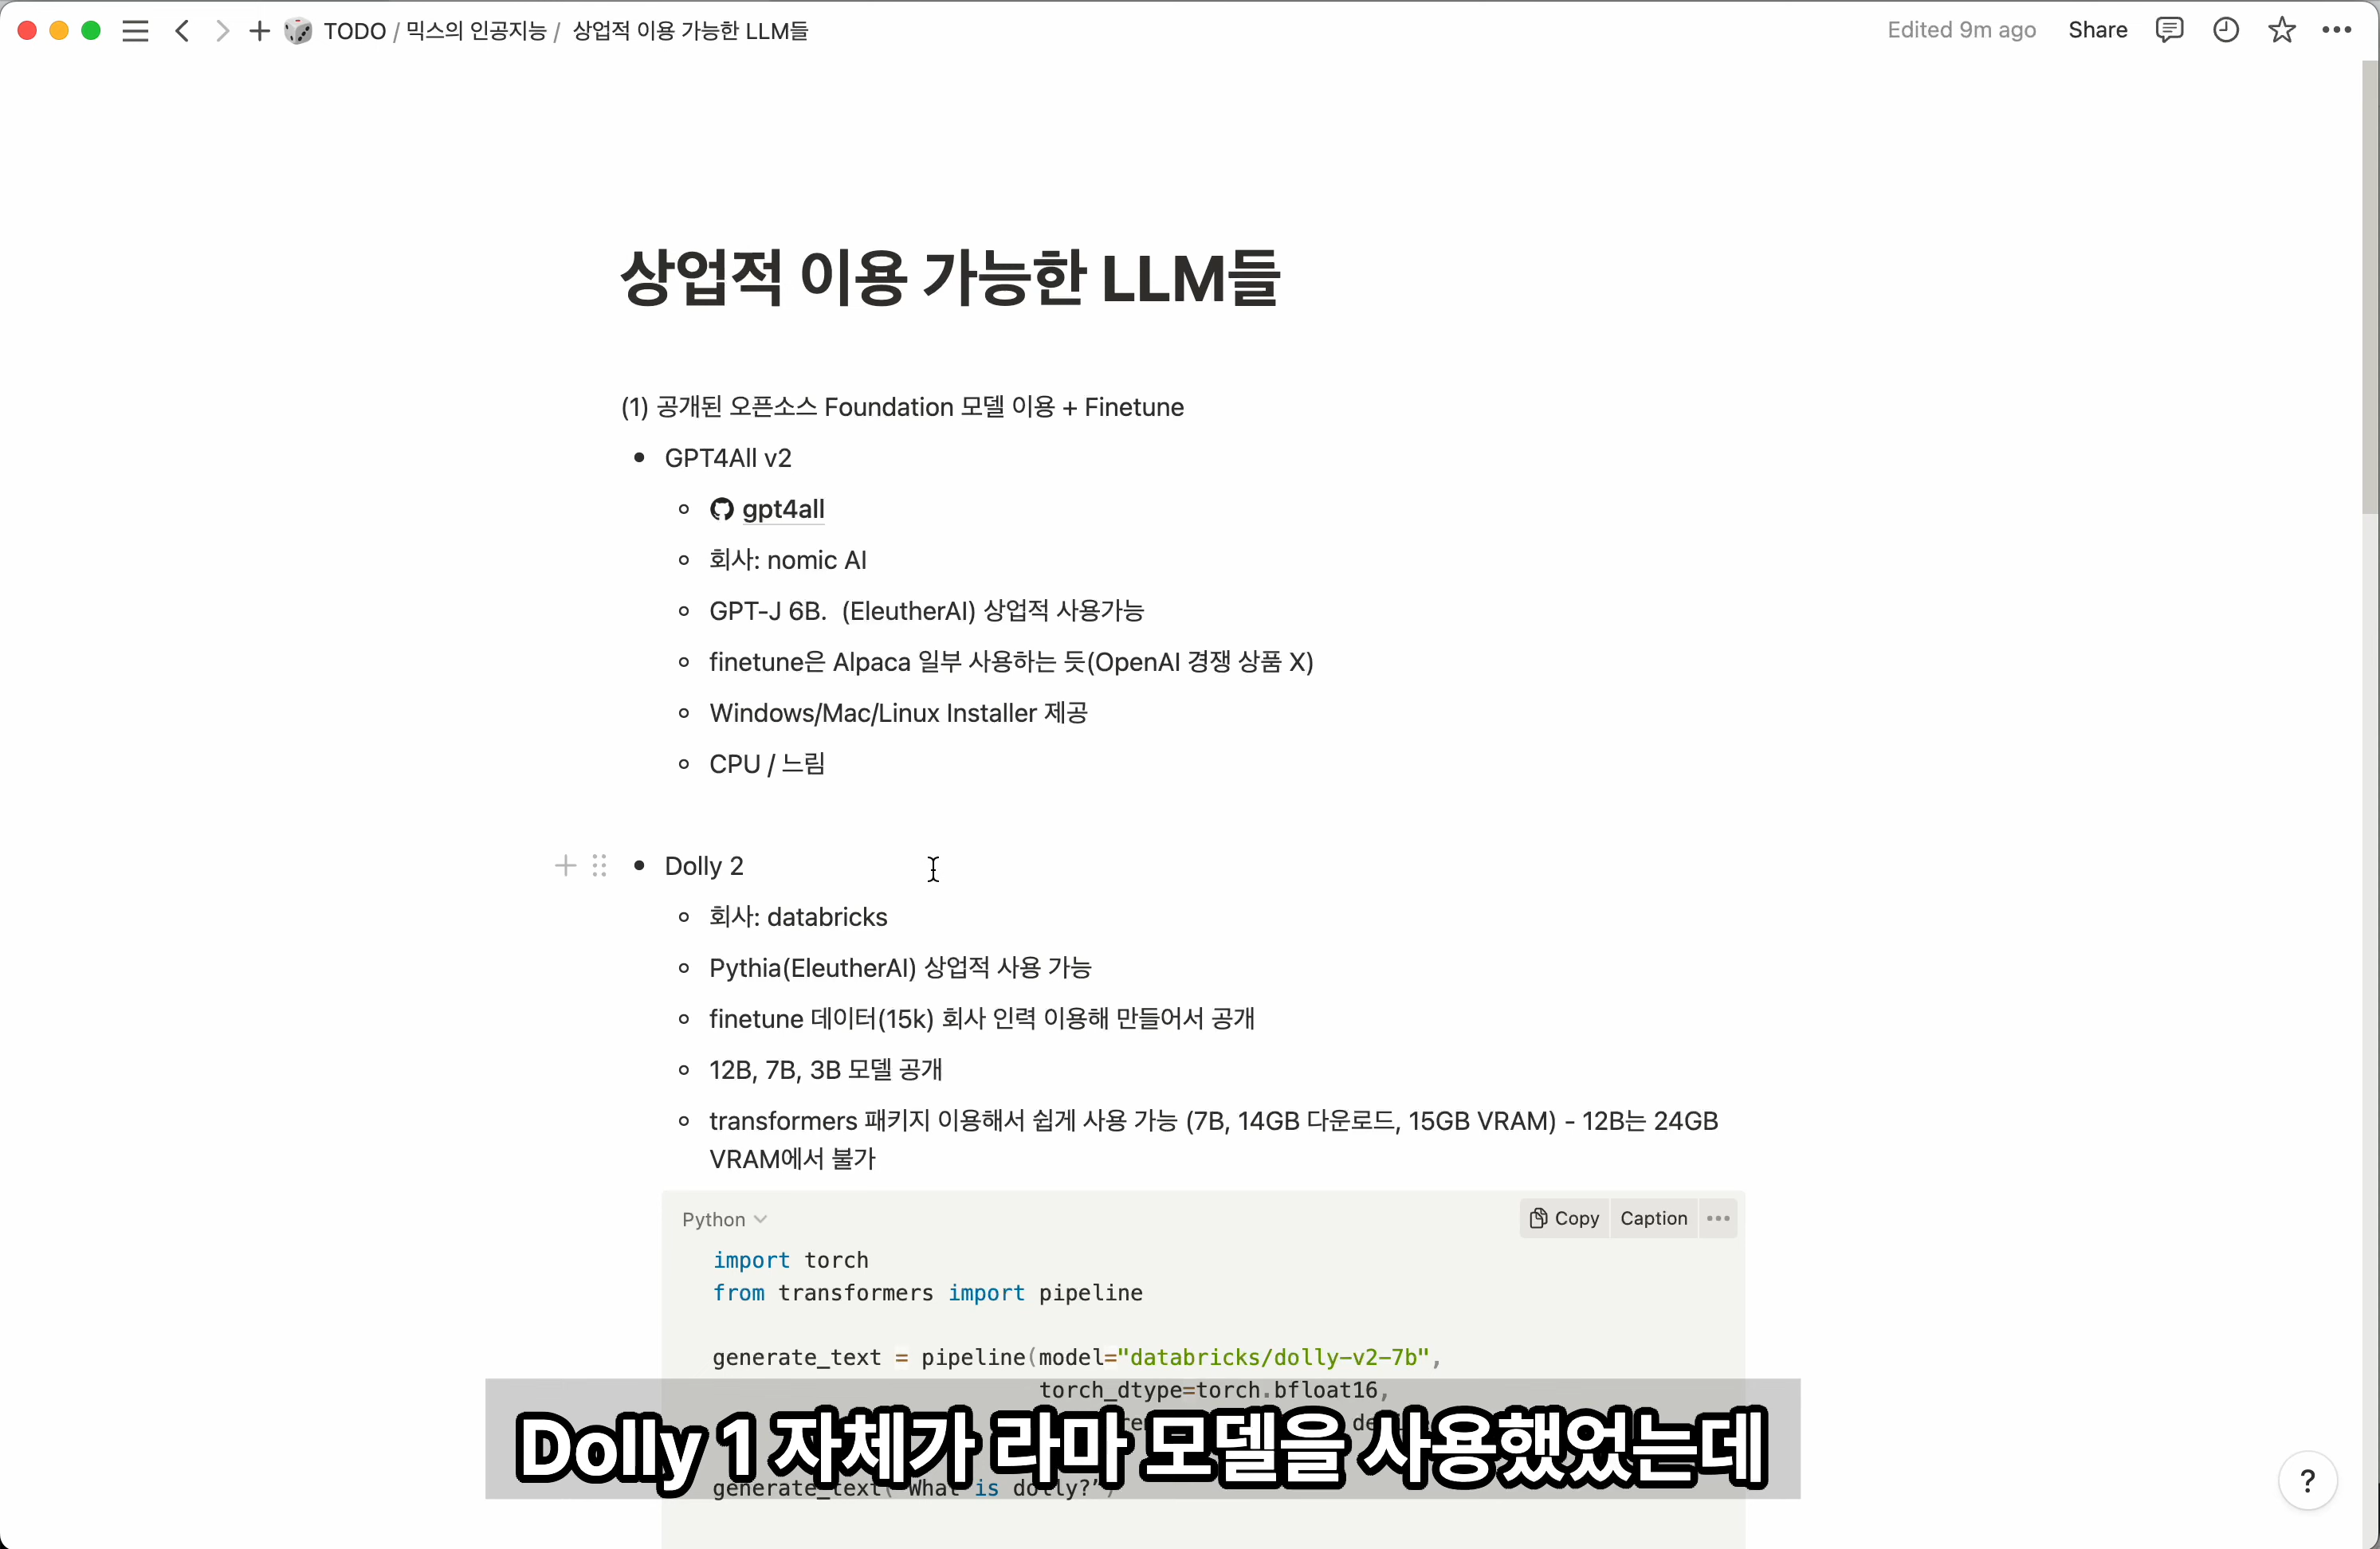 TODO / 믹스의 인공지능 / 상업적 이용 가능한 LLM들
Edited 9m ago Share
상업적 이용 가능한 LLM들
(1) 공개된 오픈소스 Foundation 모델 이용 + Finetune
GPT4All v2
gpt4all
회사: nomic AI
GPT-J 6B. (EleutherAI) 상업적 사용가능
finetune은 Alpaca 일부 사용하는 듯(OpenAI 경쟁 상품 X)
Windows/Mac/Linux Installer 제공
CPU / 느림
Dolly 2
회사: databricks
Pythia(EleutherAI) 상업적 사용 가능
finetune 데이터(15k) 회사 인력 이용해 만들어서 공개
12B, 7B, 3B 모델 공개
transformers 패키지 이용해서 쉽게 사용 가능 (7B, 14GB 다운로드, 15GB VRAM) - 12B는 24GB
VRAM에서 불가
Python Copy Caption
import torch
from transformers import pipeline
generate_text = pipeline(model="databricks/dolly-v2-7b",
torch_dtype=torch.bfloat16,
Dolly 1 자체가 라마 모델을 사용했었는데
generate_text("What is dolly?")
?